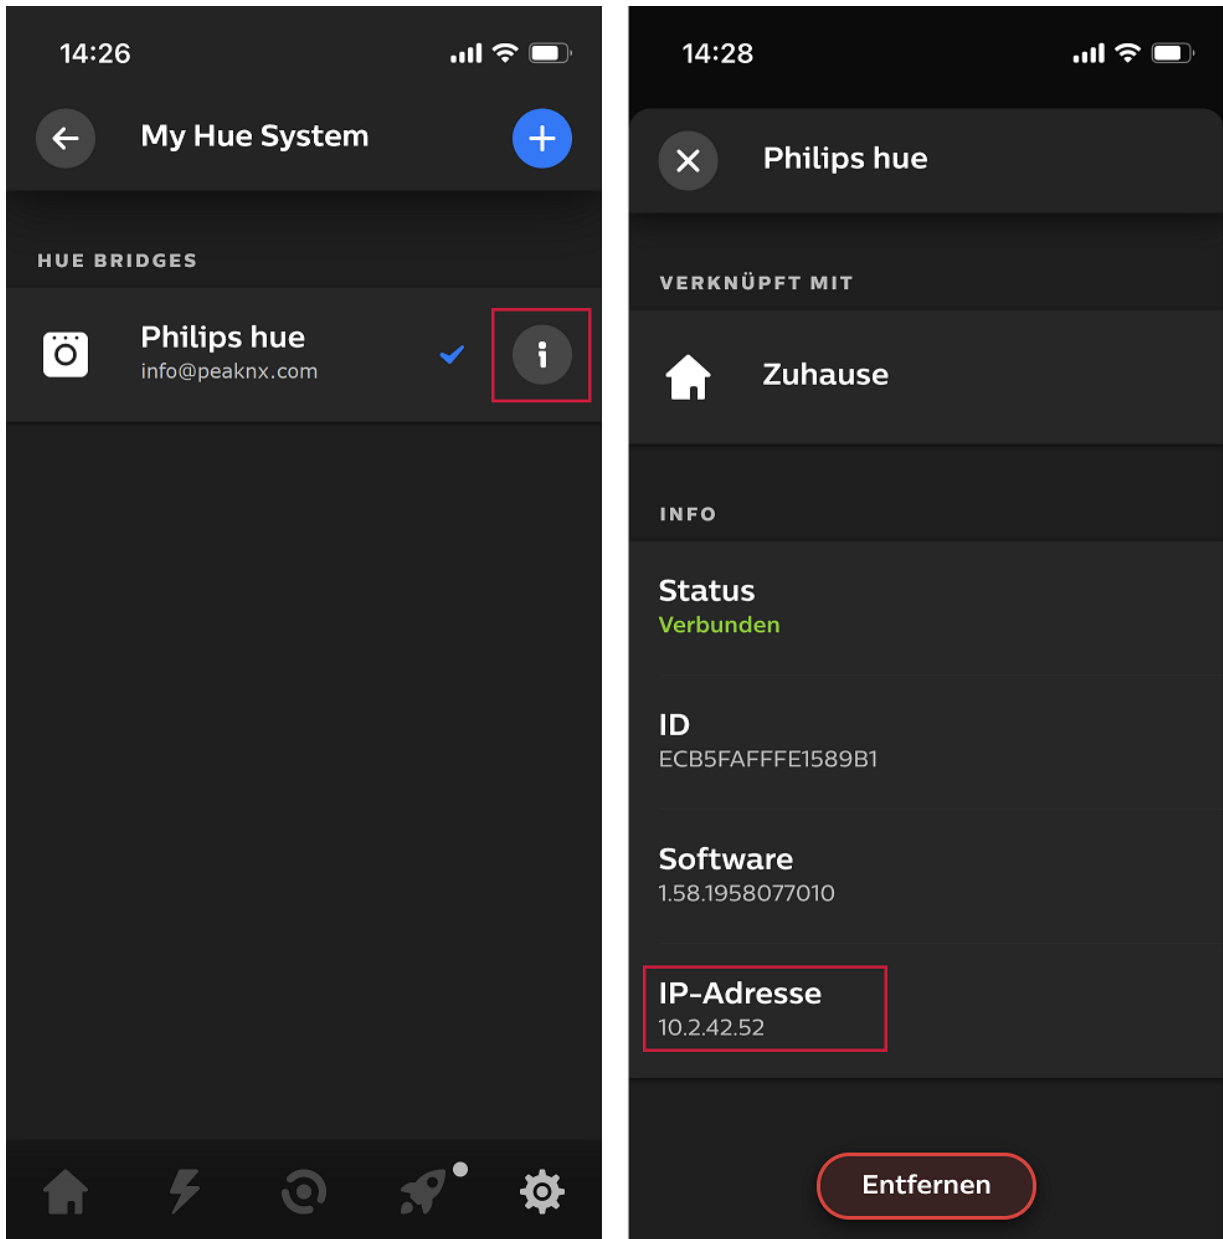 14:26
My Hue System
HUE BRIDGES
Philips hue
info@peaknx.com
14:28
Philips hue
VERKNÜPFT MIT
Zuhause
INFO
Status
Verbunden
ID
ECB5FAFFFE1589B1
Software
1.58.1958077010
IP-Adresse
10.2.42.52
Entfernen